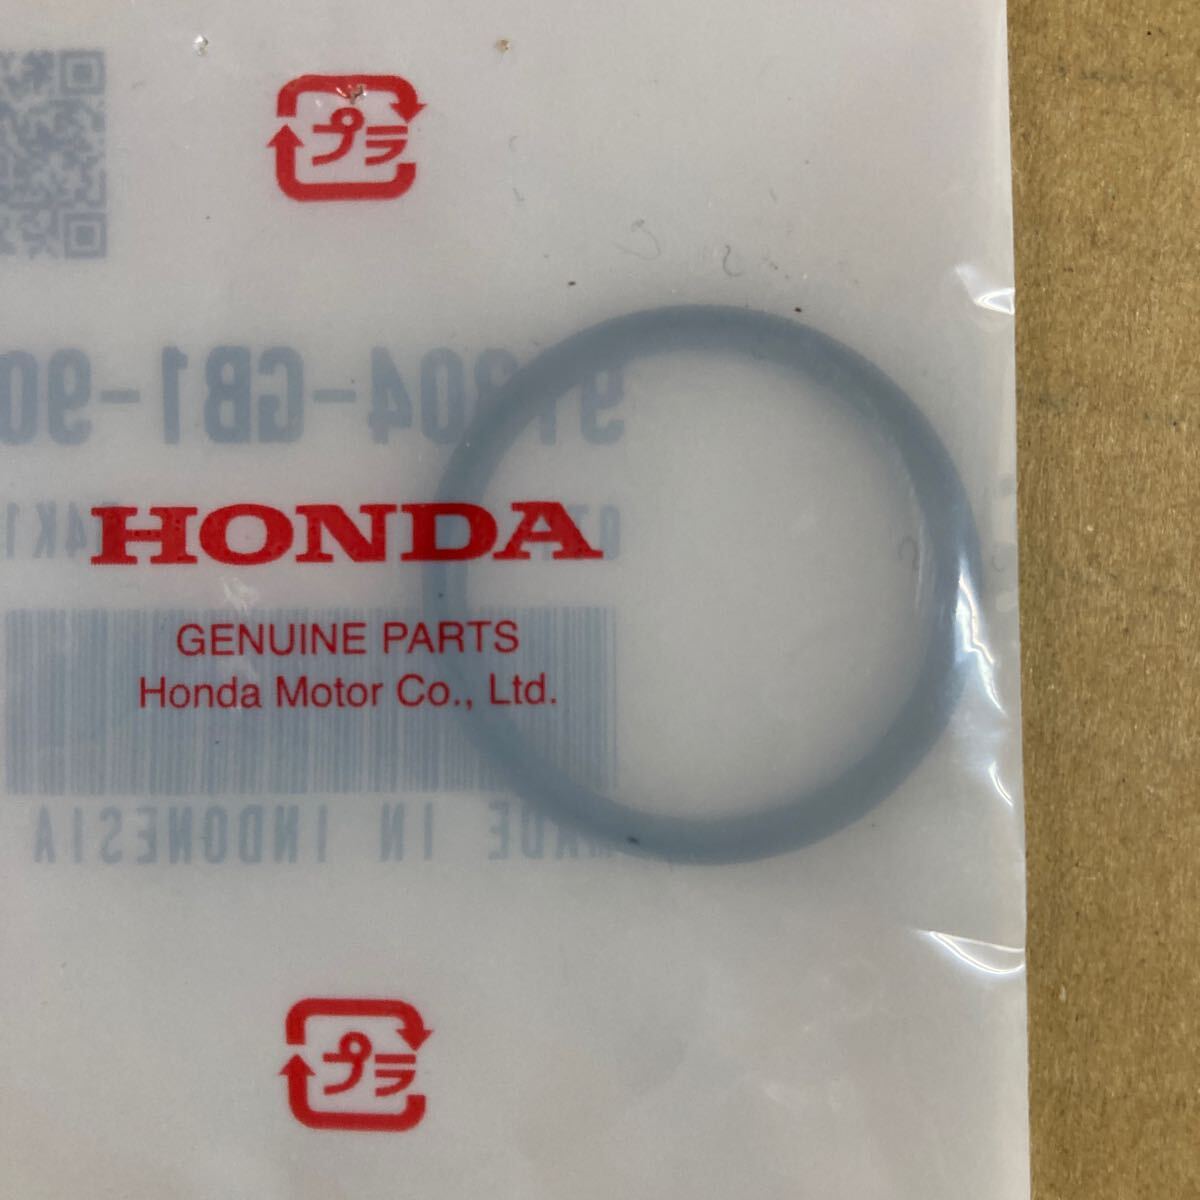 プラ
HONDA
GENUINE PARTS
Honda Motor Co., Ltd.
MADE IN INDONESIA
プラ